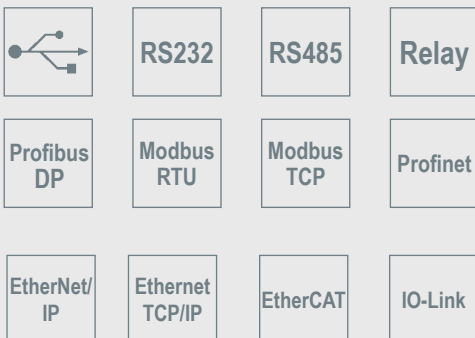 RS232
RS485
Relay
Profibus
DP
Modbus
RTU
Modbus
TCP
Profinet
EtherNet/
IP
Ethernet
TCP/IP
EtherCAT
IO-Link